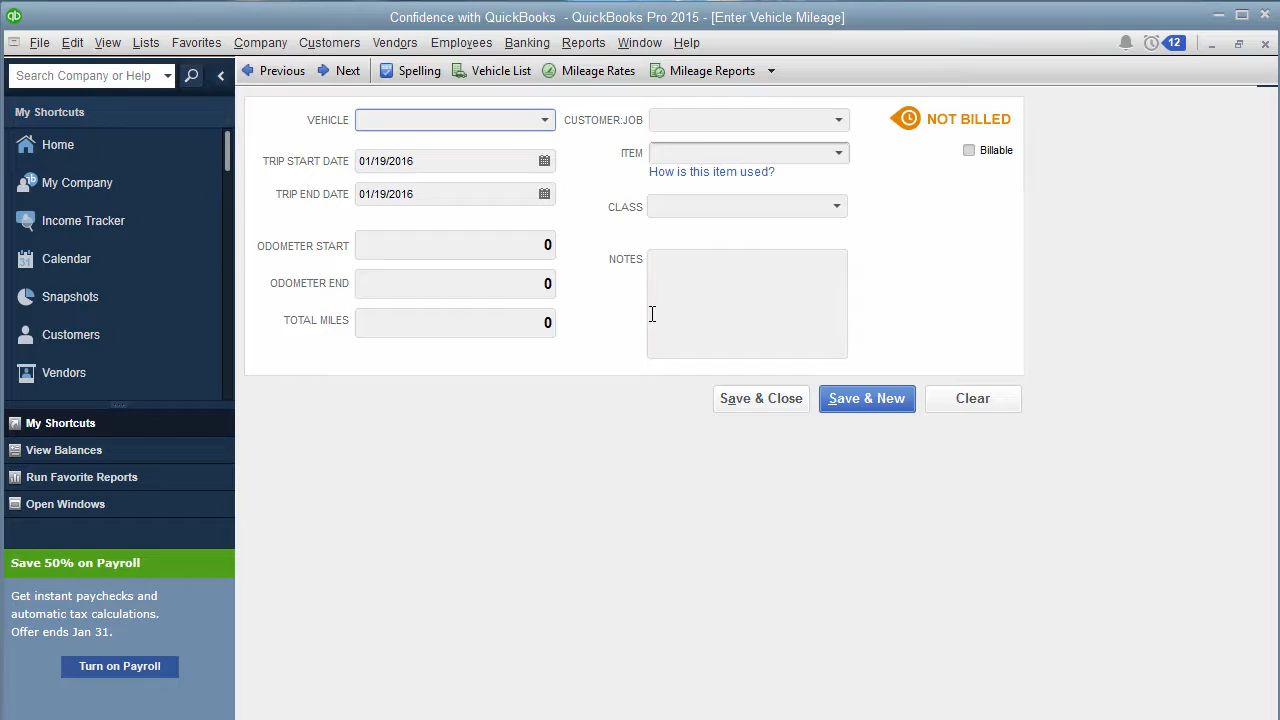 qb
Confidence with QuickBooks - QuickBooks Pro 2015 - [Enter Vehicle Mileage]
File Edit View Lists Favorites Company Customers Vendors Employees Banking Reports Window Help
12
Search Company or Help
Previous Next Spelling Vehicle List Mileage Rates Mileage Reports
My Shortcuts
Home
My Company
Income Tracker
31 Calendar
Snapshots
Customers
Vendors
My Shortcuts
View Balances
Run Favorite Reports
Open Windows
Save 50% on Payroll
Get instant paychecks and
automatic tax calculations.
Offer ends Jan 31.
Turn on Payroll
VEHICLE
TRIP START DATE 01/19/2016
TRIP END DATE 01/19/2016
ODOMETER START 0
ODOMETER END 0
TOTAL MILES 0
CUSTOMER:JOB
ITEM
How is this item used?
CLASS
NOTES
NOT BILLED
Billable
Save & Close Save & New Clear